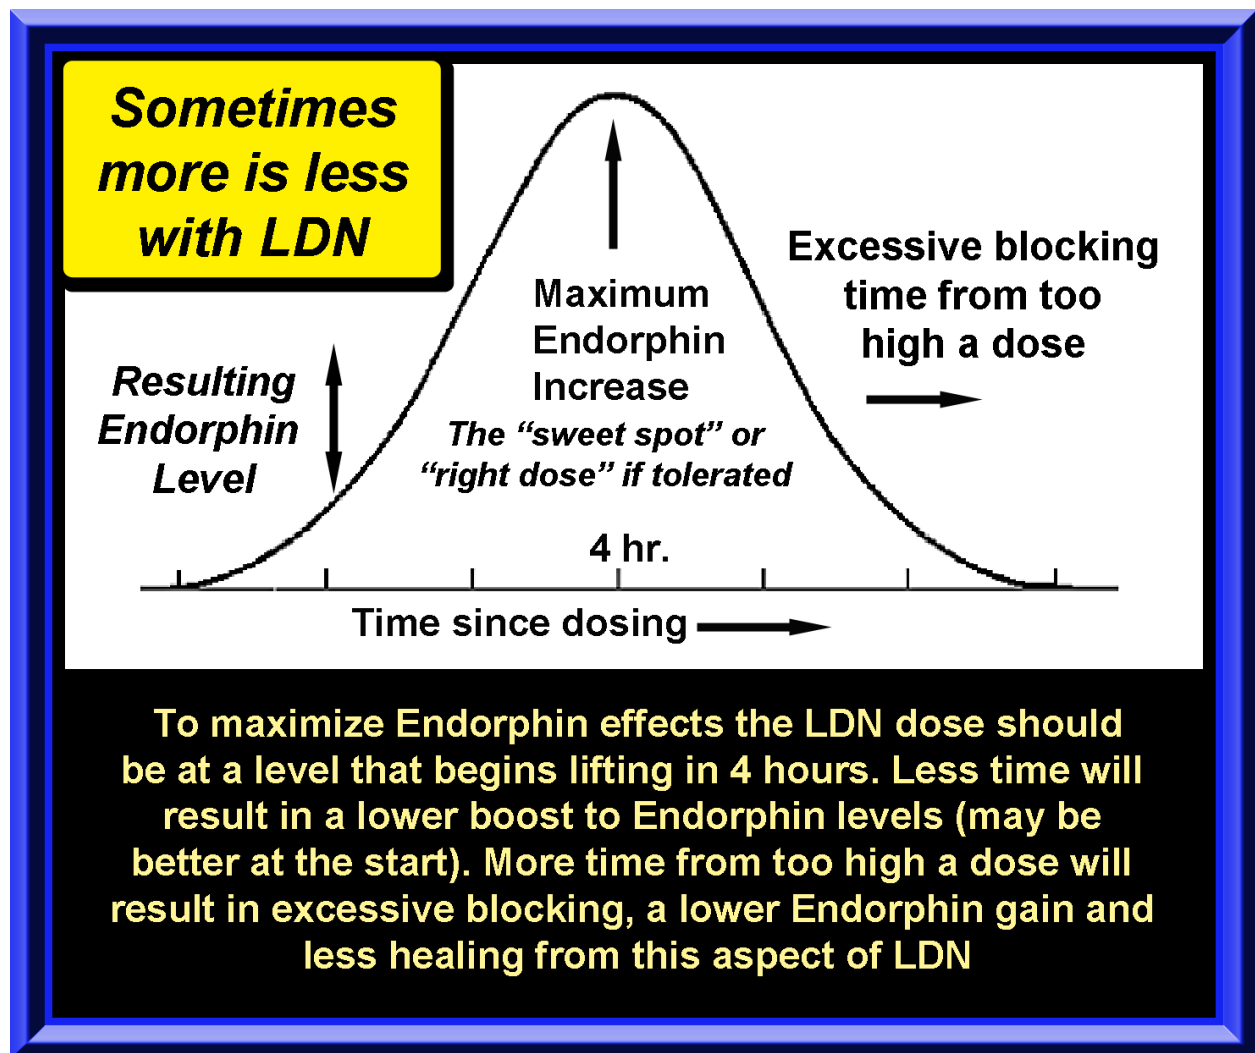 Sometimes
more is less
with LDN
Excessive blocking
time from too
high a dose
Maximum
Endorphin
Increase
The “sweet spot” or
“right dose” if tolerated
Resulting
Endorphin
Level
4 hr.
Time since dosing
To maximize Endorphin effects the LDN dose should
be at a level that begins lifting in 4 hours. Less time will
result in a lower boost to Endorphin levels (may be
better at the start). More time from too high a dose will
result in excessive blocking, a lower Endorphin gain and
less healing from this aspect of LDN